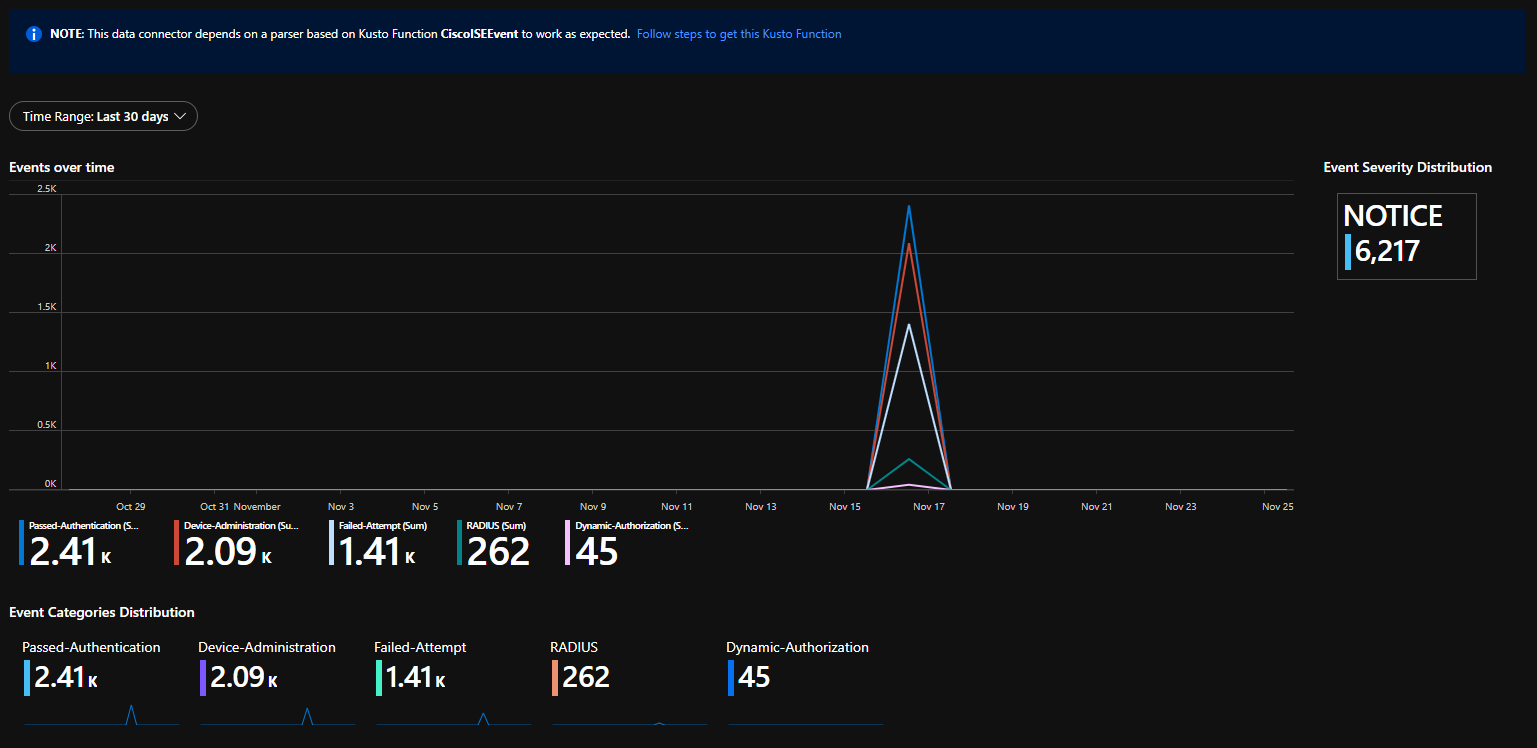 NOTE: This data connector depends on a parser based on Kusto Function CiscoISEEvent to work as expected. Follow steps to get this Kusto Function
Time Range: Last 30 days
Events over time
Event Severity Distribution
2.5K
2K
1.5K
1K
0.5K
0K
NOTICE
6,217
Oct 29 Oct 31 November Nov 3 Nov 5 Nov 7 Nov 9 Nov 11 Nov 13 Nov 15 Nov 17 Nov 19 Nov 21 Nov 23 Nov 25
Passed-Authentication (S... Device-Administration (Su... Failed-Attempt (Sum) RADIUS (Sum) Dynamic-Authorization (S...
2.41 K 2.09 K 1.41 K 262 45
Event Categories Distribution
Passed-Authentication Device-Administration Failed-Attempt RADIUS Dynamic-Authorization
2.41 K 2.09 K 1.41 K 262 45